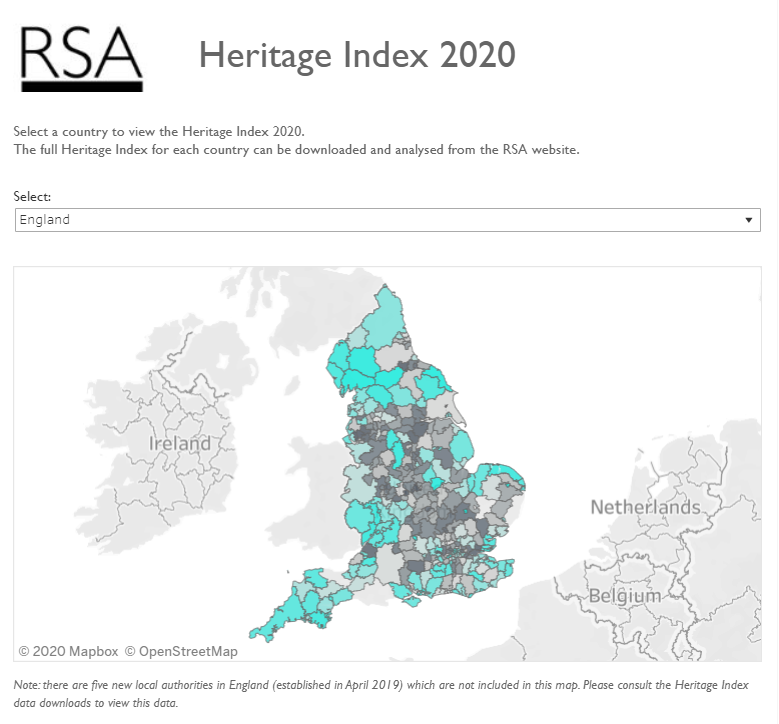 RSA
Heritage Index 2020
Select a country to view the Heritage Index 2020.
The full Heritage Index for each country can be downloaded and analysed from the RSA website.
Select:
England
Ireland
Netherlands
Belgium
© 2020 Mapbox © OpenStreetMap
Note: there are five new local authorities in England (established in April 2019) which are not included in this map. Please consult the Heritage Index
data downloads to view this data.